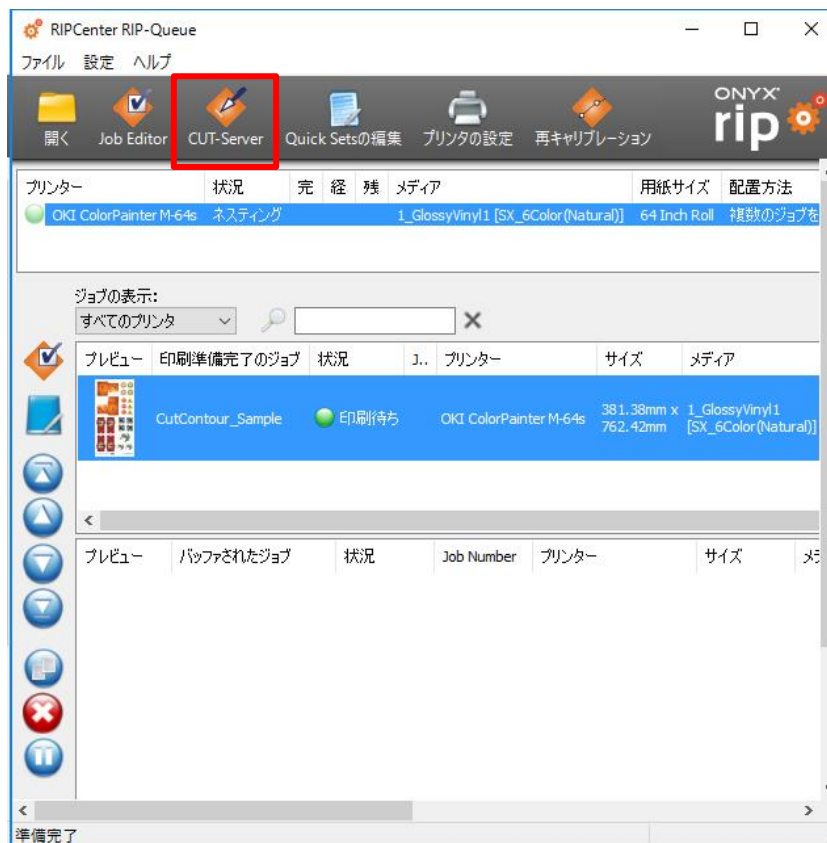 RIPCenter RIP-Queue
ファイル 設定 ヘルプ
開く Job Editor CUT-Server Quick Setsの編集 プリンタの設定 再キャリブレーション ONYX rip
プリンター 状況 完 経 残 メディア 用紙サイズ 配置方法
OKI ColorPainter M-64s ネスティング 1_GlossyVinyl1 [SX_6Color(Natural)] 64 Inch Roll 複数のジョブを
ジョブの表示:
すべてのプリンタ
プレビュー 印刷準備完了のジョブ 状況 J.. プリンター サイズ メディア
CutContour_Sample 印刷待ち OKI ColorPainter M-64s 381.38mm x 762.42mm 1_GlossyVinyl1 [SX_6Color(Natural)]
プレビュー バッファされたジョブ 状況 Job Number プリンター サイズ メデ
準備完了